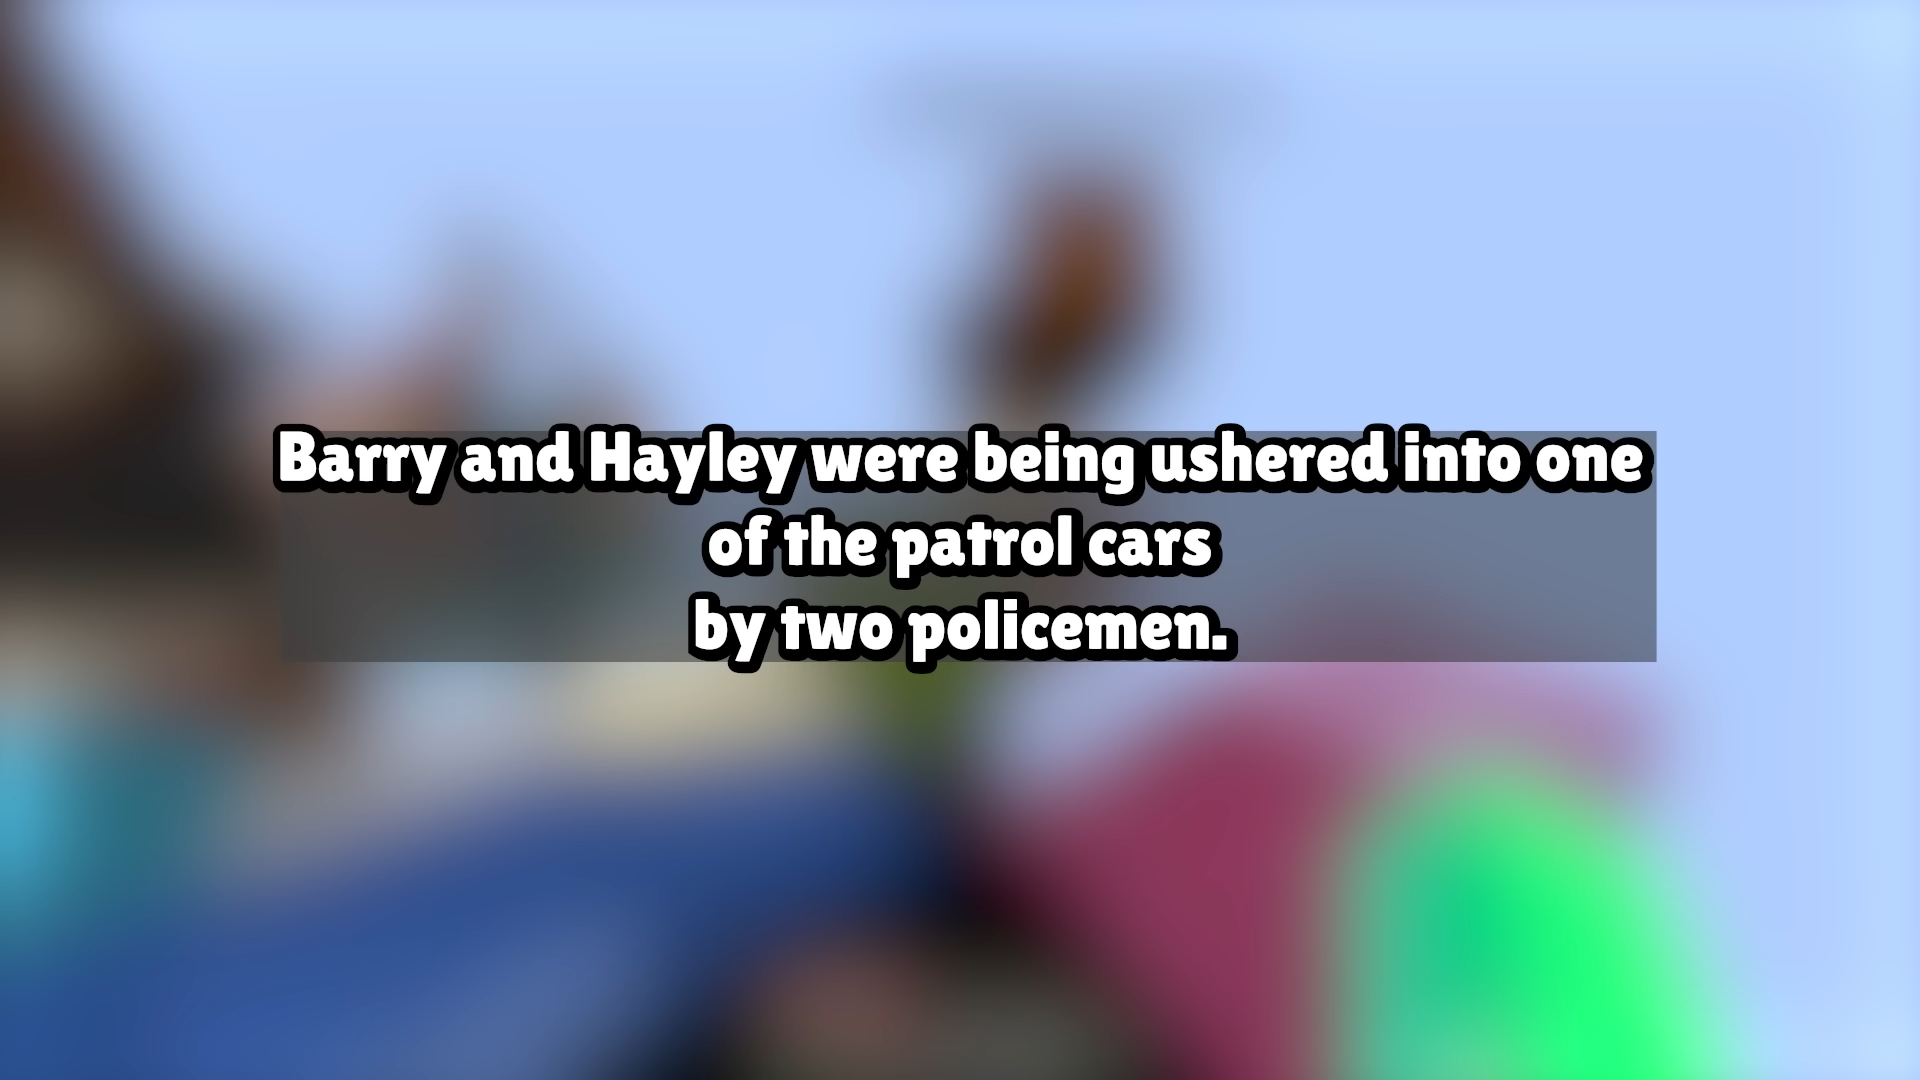 Barry and Hayley were being ushered into one
of the patrol cars
by two policemen.